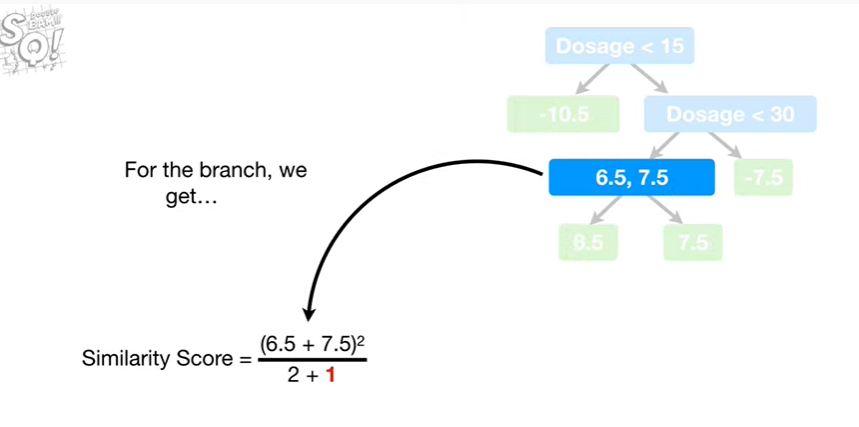 SQ!
Dosage < 15
-10.5
Dosage < 30
For the branch, we
get...
6.5, 7.5
-7.5
6.5
7.5
(6.5 + 7.5)²
Similarity Score =
2 + 1